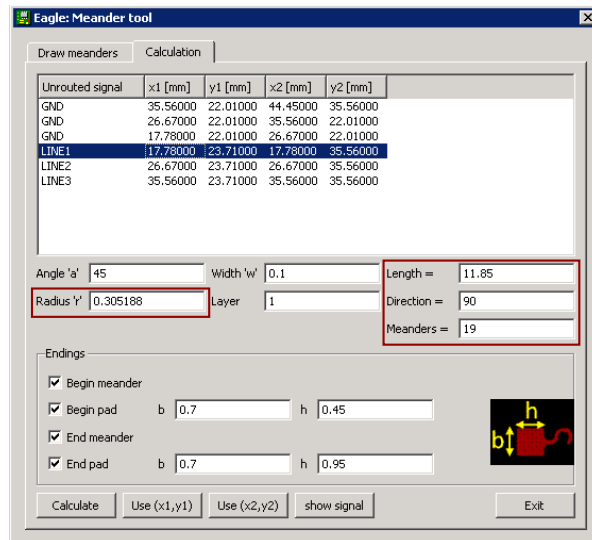 Eagle: Meander tool
Draw meanders Calculation
Unrouted signal x1 [mm] y1 [mm] x2 [mm] y2 [mm]
GND 35.56000 22.01000 44.45000 35.56000
GND 26.67000 22.01000 35.56000 22.01000
GND 17.78000 22.01000 26.67000 22.01000
LINE1 17.78000 23.71000 17.78000 35.56000
LINE2 26.67000 23.71000 26.67000 35.56000
LINE3 35.56000 23.71000 35.56000 35.56000
Angle 'a' 45 Width 'w' 0.1 Length = 11.85
Radius 'r' 0.305188 Layer 1 Direction = 90
Meanders = 19
Endings
Begin meander
Begin pad b 0.7 h 0.45
End meander
End pad b 0.7 h 0.95
h
b
Calculate Use (x1,y1) Use (x2,y2) show signal Exit